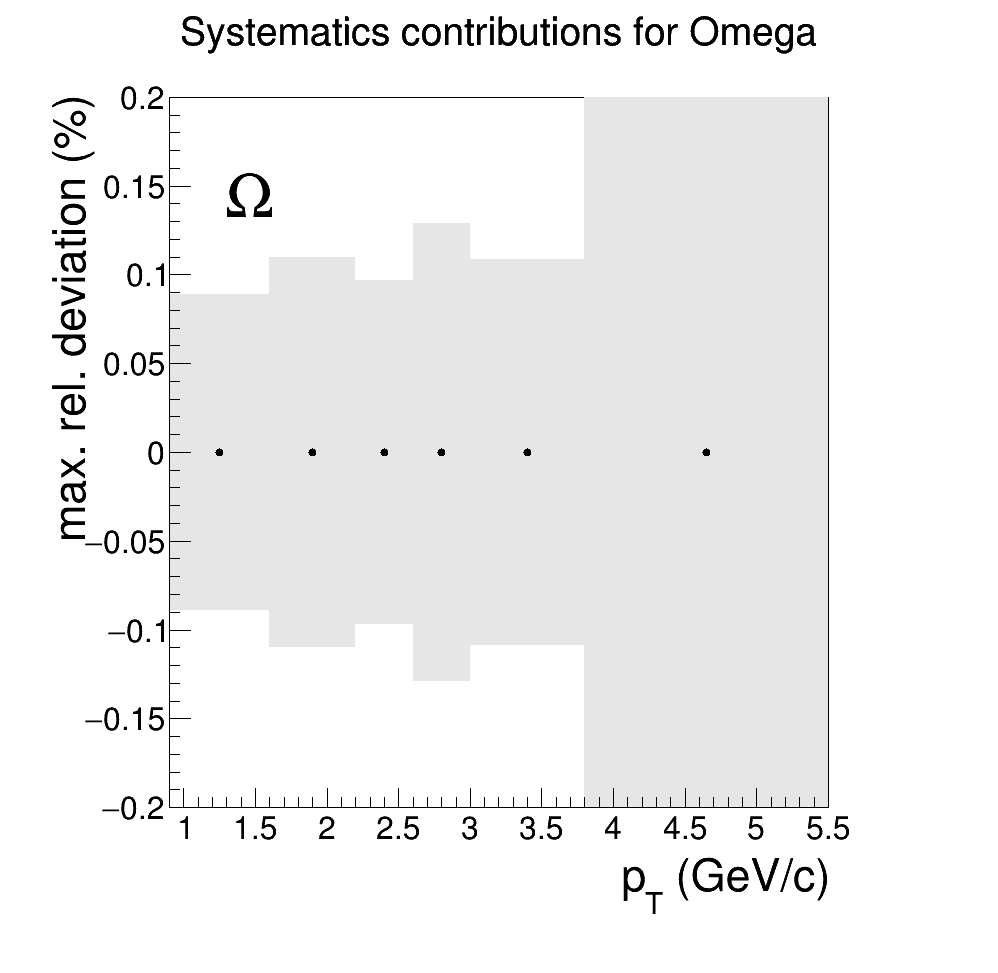 Systematics contributions for Omega
max. rel. deviation (%)
0.2
0.15
0.1
0.05
0
−0.05
−0.1
−0.15
−0.2
Ω
1 1.5 2 2.5 3 3.5 4 4.5 5 5.5
p_T (GeV/c)